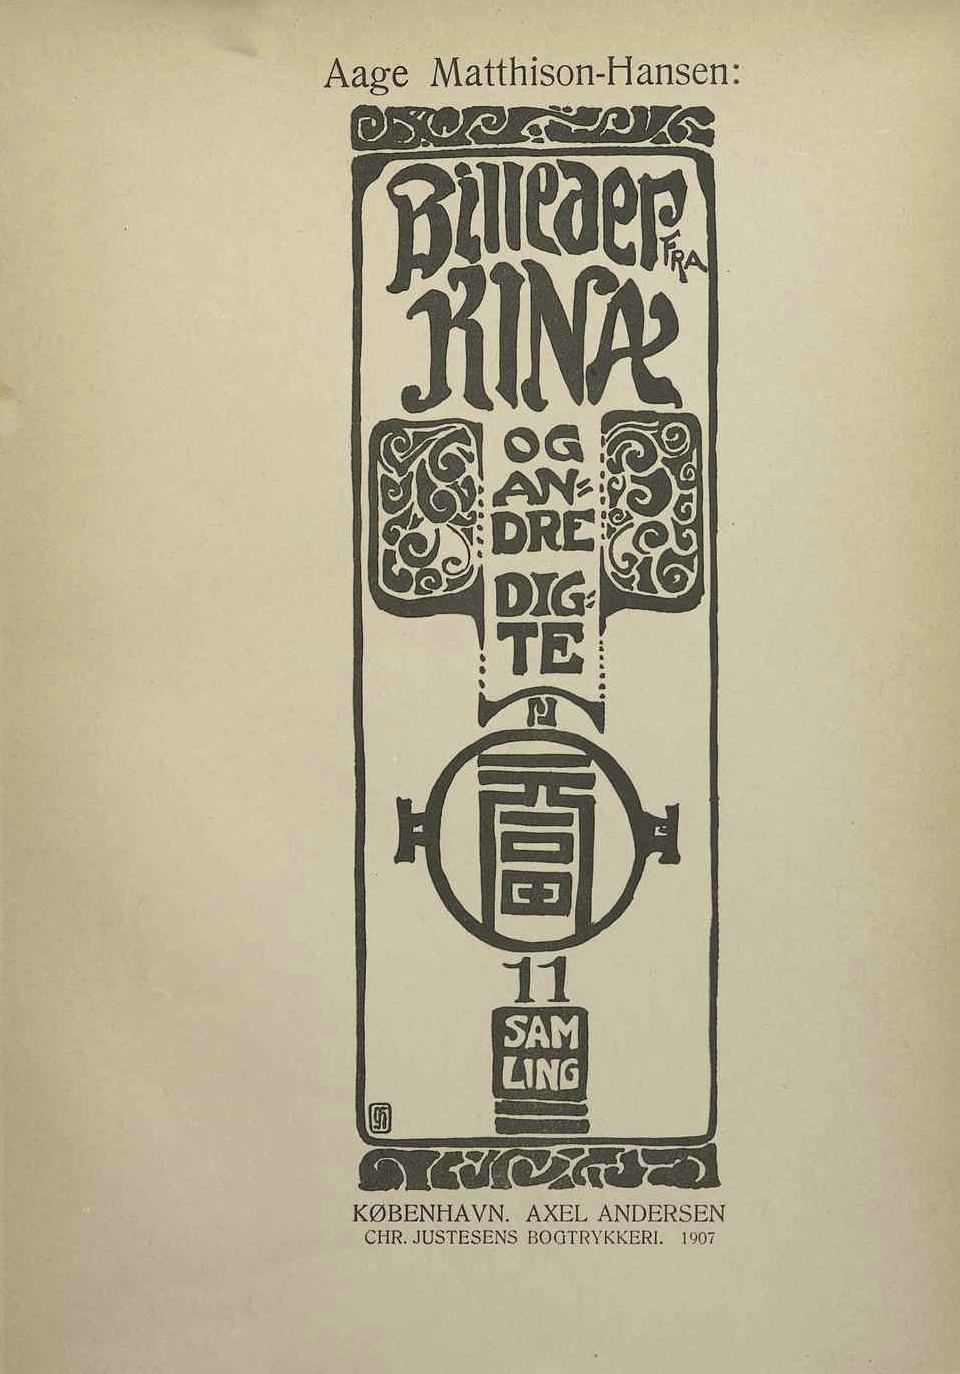 Aage Matthison-Hansen:
Billeder
FRA
KINA
OG
AN=
DRE
DIG=
TE
11
SAM
LING
KØBENHAVN. AXEL ANDERSEN
CHR. JUSTESENS BOGTRYKKERI. 1907